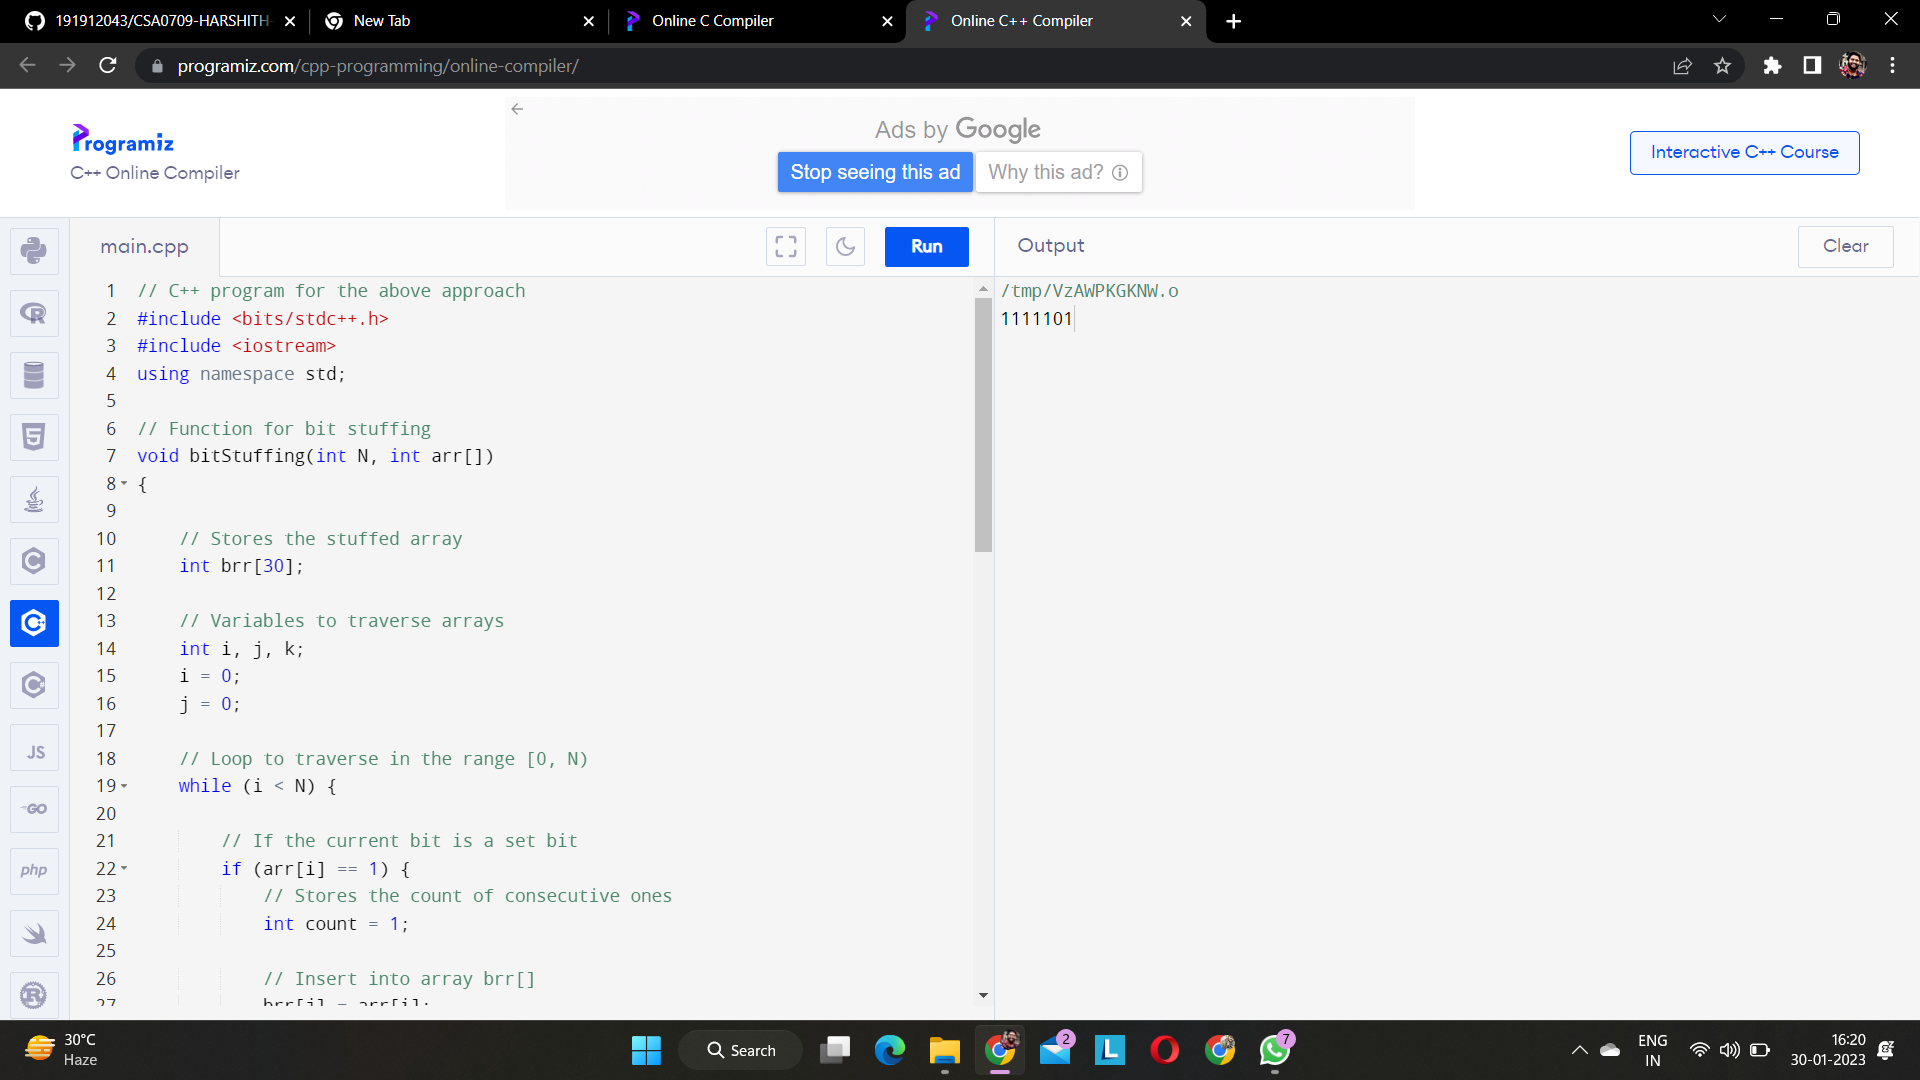 191912043/CSA0709-HARSHITH-
New Tab
Online C Compiler
Online C++ Compiler
programiz.com/cpp-programming/online-compiler/
Programiz
C++ Online Compiler
Ads by Google
Stop seeing this ad
Why this ad?
Interactive C++ Course
main.cpp
Run
Output
Clear
1 // C++ program for the above approach
2 #include <bits/stdc++.h>
3 #include <iostream>
4 using namespace std;
5
6 // Function for bit stuffing
7 void bitStuffing(int N, int arr[])
8 {
9
10 // Stores the stuffed array
11 int brr[30];
12
13 // Variables to traverse arrays
14 int i, j, k;
15 i = 0;
16 j = 0;
17
18 // Loop to traverse in the range [0, N)
19 while (i < N) {
20
21 // If the current bit is a set bit
22 if (arr[i] == 1) {
23 // Stores the count of consecutive ones
24 int count = 1;
25
26 // Insert into array brr[]
27 brr[j] = arr[i];
/tmp/VzAWPKGKNW.o
1111101
R
5
C
JS
GO
php
R
30°C
Haze
Search
2
L
7
ENG
IN
16:20
30-01-2023